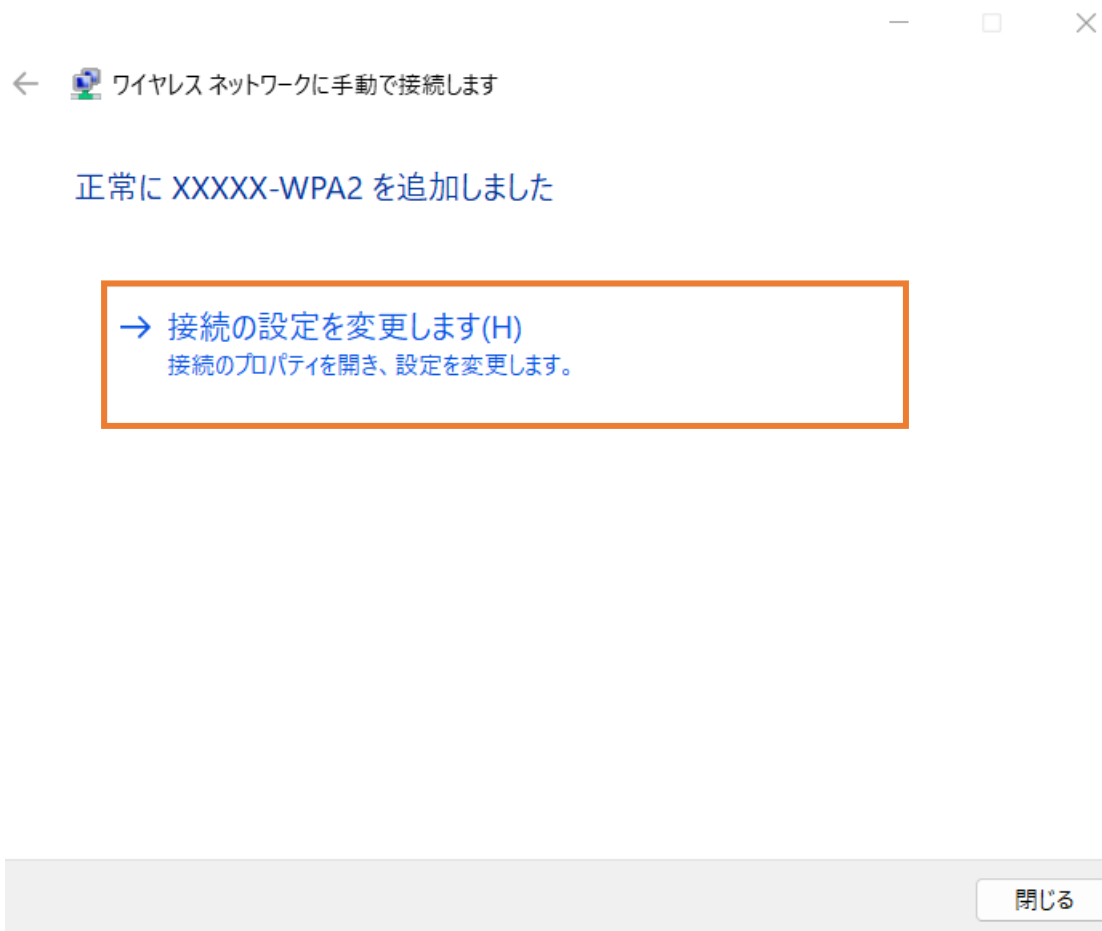 ワイヤレス ネットワークに手動で接続します
正常に XXXXX-WPA2 を追加しました
→ 接続の設定を変更します(H)
接続のプロパティを開き、設定を変更します。
閉じる